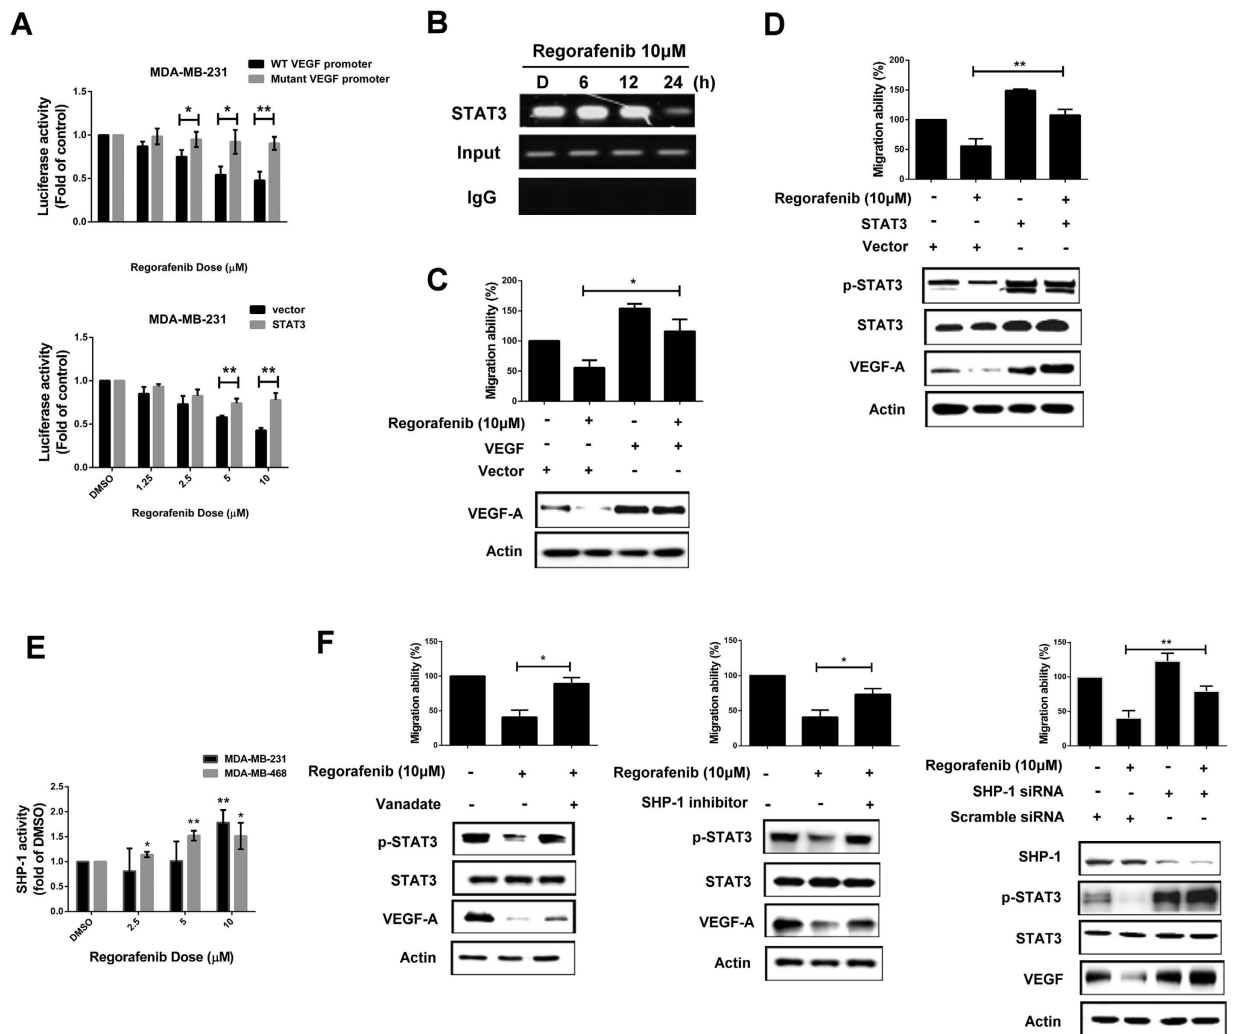 A
MDA-MB-231
WT VEGF promoter
Mutant VEGF promoter
Luciferase activity
(Fold of control)
1.5
1.0
0.5
0.0
* * **
Regorafenib Dose (μM)
MDA-MB-231
vector
STAT3
Luciferase activity
(Fold of control)
1.5
1.0
0.5
0.0
** **
DMSO 1.25 2.5 5 10
Regorafenib Dose (μM)
B
Regorafenib 10μM
D 6 12 24 (h)
STAT3
Input
IgG
C
Migration ability (%)
200
150
100
50
0
*
Regorafenib (10μM) - + - +
VEGF - - + +
Vector + + - -
VEGF-A
Actin
D
Migration ability (%)
200
150
100
50
0
**
Regorafenib (10μM) - + - +
STAT3 - - + +
Vector + + - -
p-STAT3
STAT3
VEGF-A
Actin
E
MDA-MB-231
MDA-MB-468
SHP-1 activity
(fold of DMSO)
2.5
2.0
1.5
1.0
0.5
0.0
* ** ** *
DMSO 2.5 5 10
Regorafenib Dose (μM)
F
Migration ability (%)
150
100
50
0
*
Regorafenib (10μM) - + +
Vanadate - - +
p-STAT3
STAT3
VEGF-A
Actin
Migration ability (%)
150
100
50
0
*
Regorafenib (10μM) - + +
SHP-1 inhibitor - - +
p-STAT3
STAT3
VEGF-A
Actin
Migration ability (%)
150
100
50
0
**
Regorafenib (10μM) - + - +
SHP-1 siRNA - - + +
Scramble siRNA + + - -
SHP-1
p-STAT3
STAT3
VEGF
Actin